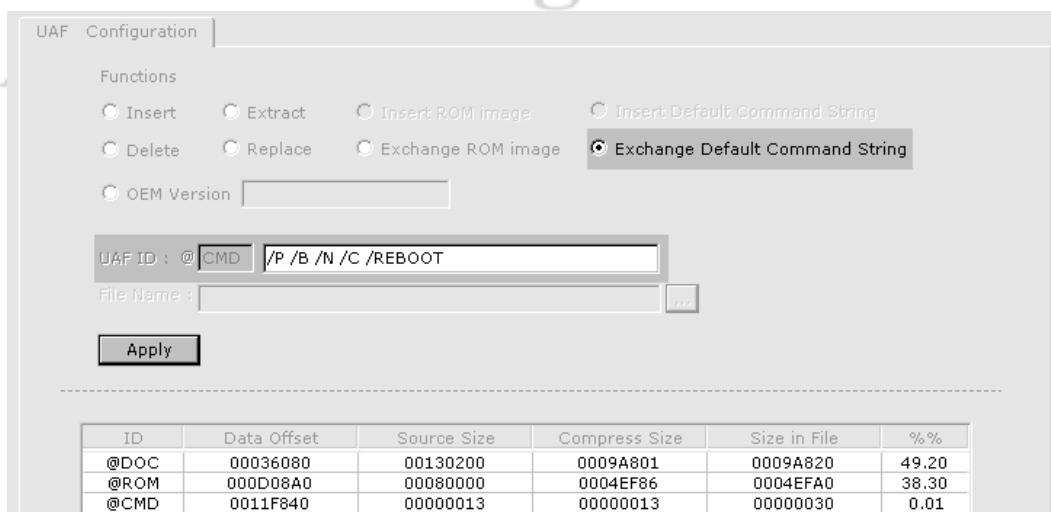 UAF Configuration
Functions
Insert Extract Insert ROM image Insert Default Command String
Delete Replace Exchange ROM image Exchange Default Command String
OEM Version
UAF ID : @ CMD /P /B /N /C /REBOOT
File Name : ...
Apply
ID Data Offset Source Size Compress Size Size in File %%
@DOC 00036080 00130200 0009A801 0009A820 49.20
@ROM 000D08A0 00080000 0004EF86 0004EFA0 38.30
@CMD 0011F840 00000013 00000013 00000030 0.01